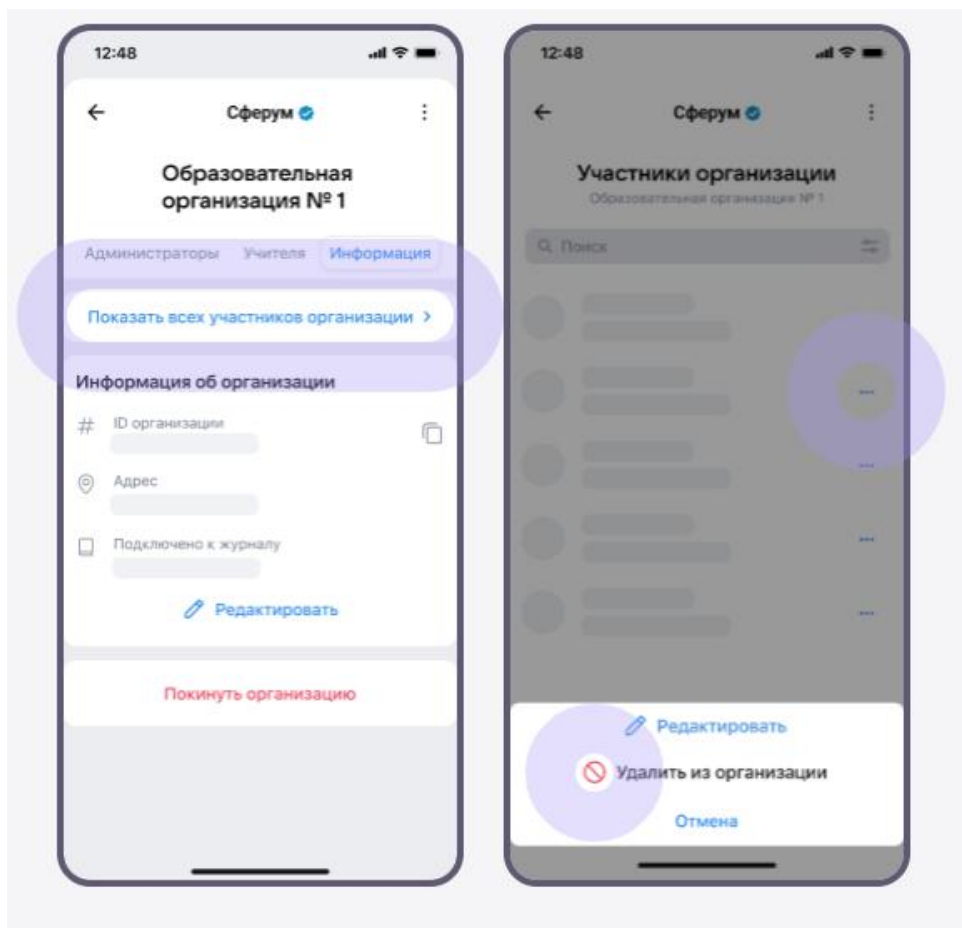 12:48
Сферум
Образовательная
организация № 1
Администраторы Учителя Информация
Показать всех участников организации
Информация об организации
# ID организации
Адрес
Подключено к журналу
Редактировать
Покинуть организацию
12:48
Сферум
Участники организации
Образовательная организация № 1
Поиск
Редактировать
Удалить из организации
Отмена